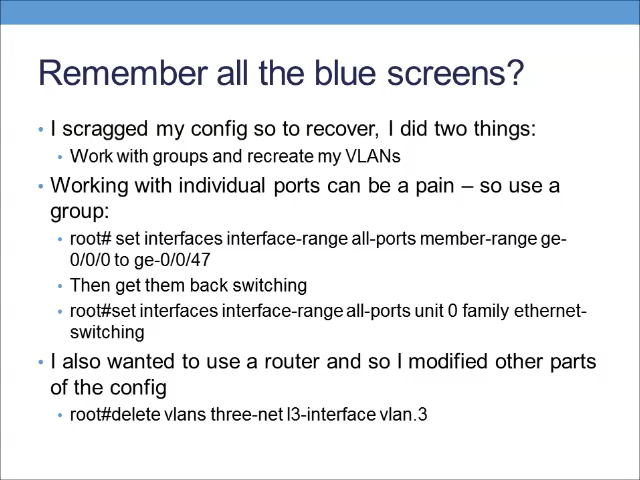 Remember all the blue screens?
• I scragged my config so to recover, I did two things:
• Work with groups and recreate my VLANs
• Working with individual ports can be a pain – so use a
group:
• root# set interfaces interface-range all-ports member-range ge-
0/0/0 to ge-0/0/47
• Then get them back switching
• root#set interfaces interface-range all-ports unit 0 family ethernet-
switching
• I also wanted to use a router and so I modified other parts
of the config
• root#delete vlans three-net l3-interface vlan.3